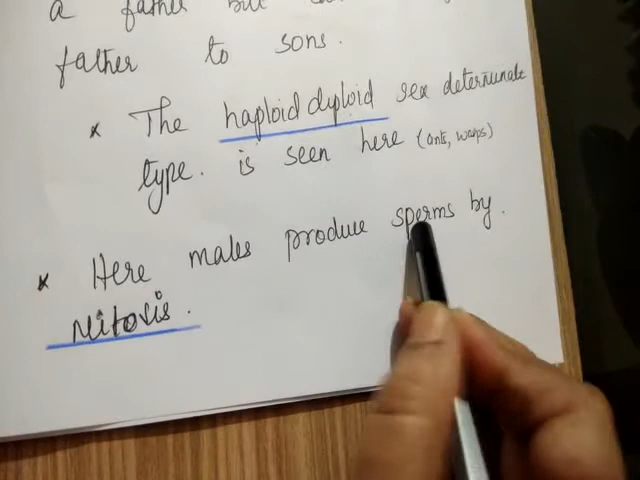 a father but
father to sons.
* The haploid dyploid sex determinate
type. is seen here (ants, wasps)
* Here males produce sperms by.
Mitosis.